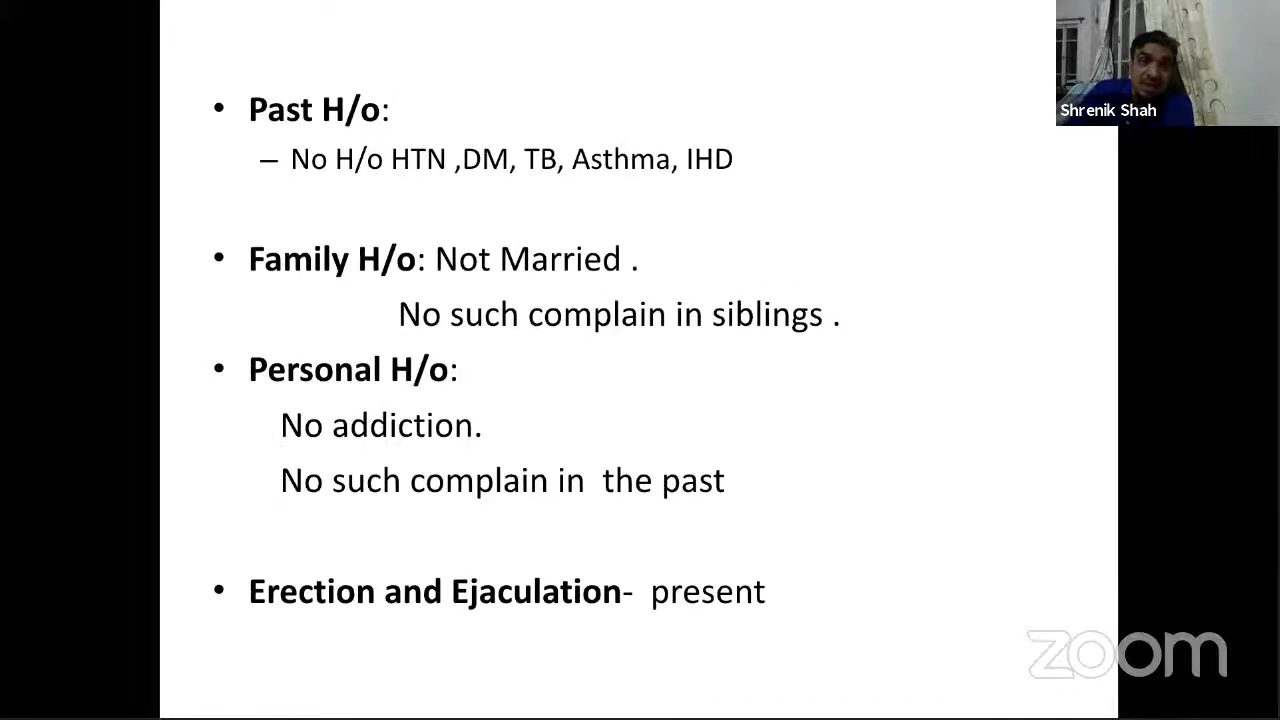 • Past H/o:
– No H/o HTN ,DM, TB, Asthma, IHD
• Family H/o: Not Married .
No such complain in siblings .
• Personal H/o:
No addiction.
No such complain in the past
• Erection and Ejaculation- present
Shrenik Shah
zoom